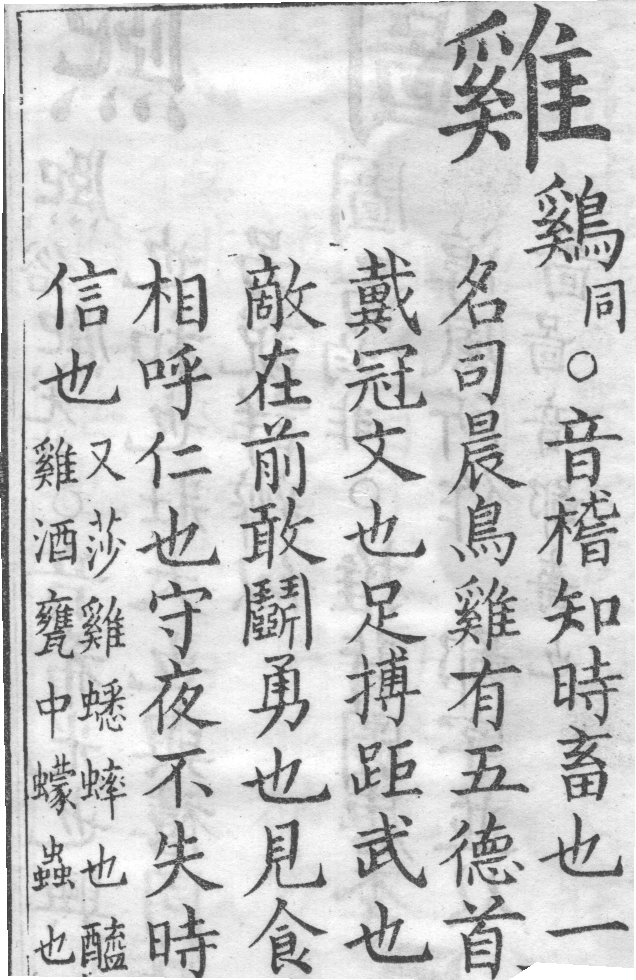 雞
鷄同○音稽知時畜也一
名司晨鳥雞有五德首
戴冠文也足搏距武也
敵在前敢鬭勇也見食
相呼仁也守夜不失時
信也
又莎雞蟋蟀也醯
雞酒甕中蠓蟲也